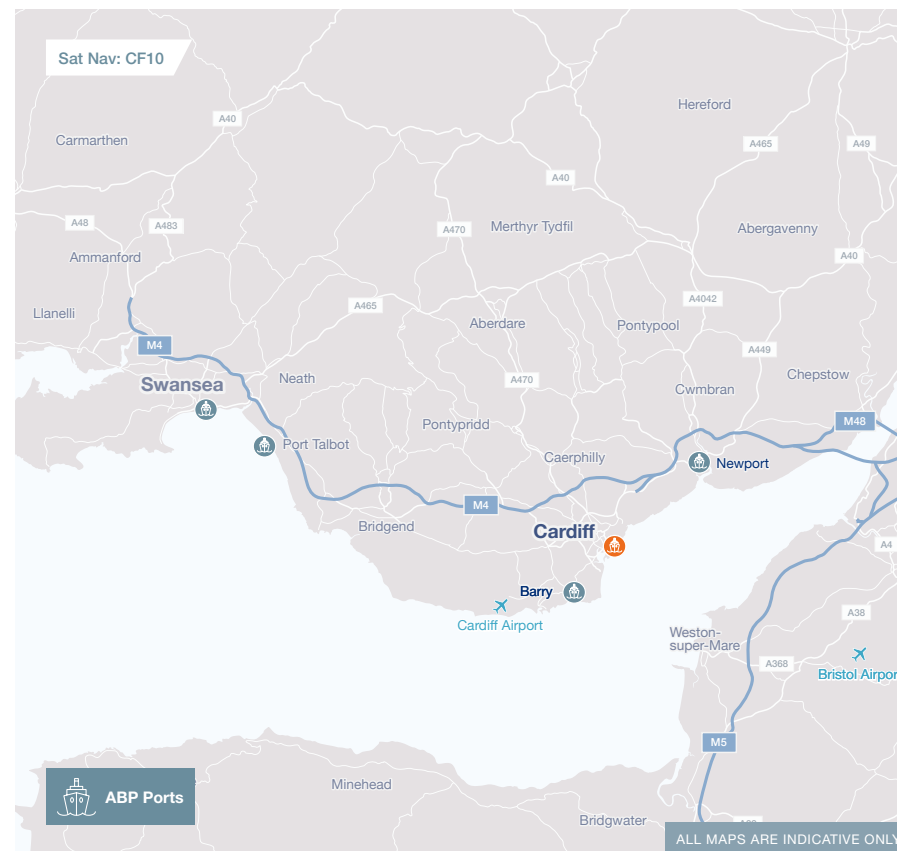 Sat Nav: CF10
Hereford
A40
Carmarthen
A465
A49
A40
A48
A483
A470
Merthyr Tydfil
Abergavenny
Ammanford
A40
A4042
Llanelli
A465
Aberdare
Pontypool
M4
A449
Neath
A470
Chepstow
Swansea
Cwmbran
Pontypridd
M48
Port Talbot
Caerphilly
Newport
M4
Bridgend
Cardiff
A4
Barry
Cardiff Airport
A38
Weston-
super-Mare
A368
Bristol Airpor
M5
Minehead
ABP Ports
Bridgwater
ALL MAPS ARE INDICATIVE ONLY